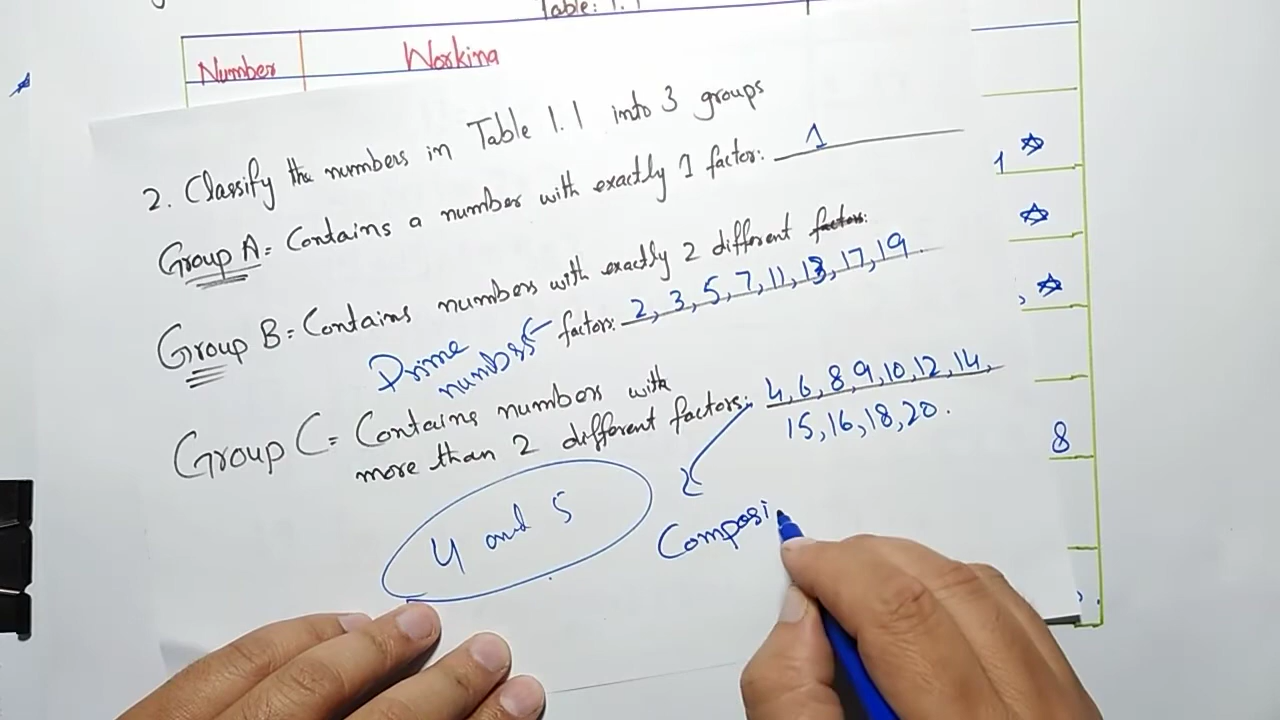 Table: 1.1
Number
Working
2. Classify the numbers in Table 1.1 into 3 groups
Group A = Contains a number with exactly 1 factor: 1
Group B = Contains numbers with exactly 2 different factors:
factors: 2, 3, 5, 7, 11, 13, 17, 19
Prime
numbers
Group C = Contains numbers with
more than 2 different factors: 4, 6, 8, 9, 10, 12, 14,
15, 16, 18, 20.
4 and 5
Composi
1
8